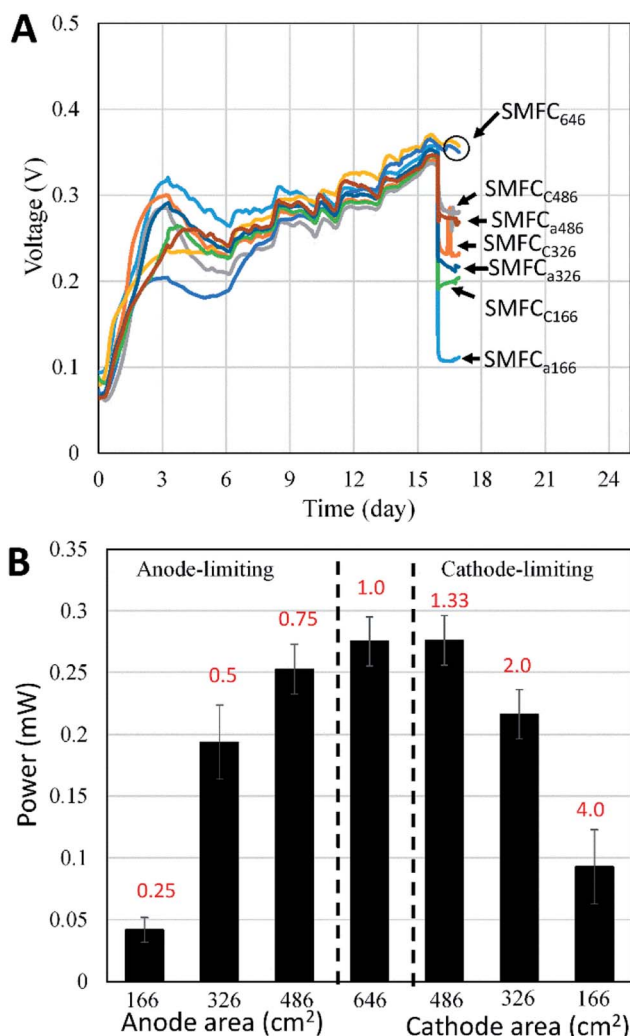 A
0.5
0.4
0.3
0.2
0.1
0
Voltage (V)
SMFC646
SMFCC486
SMFCa486
SMFCC326
SMFCa326
SMFCC166
SMFCa166
0 3 6 9 12 15 18 21 24
Time (day)
B
0.35
0.3
0.25
0.2
0.15
0.1
0.05
0
Power (mW)
Anode-limiting Cathode-limiting
0.25 0.5 0.75 1.0 1.33 2.0 4.0
166 326 486 646 486 326 166
Anode area (cm²) Cathode area (cm²)